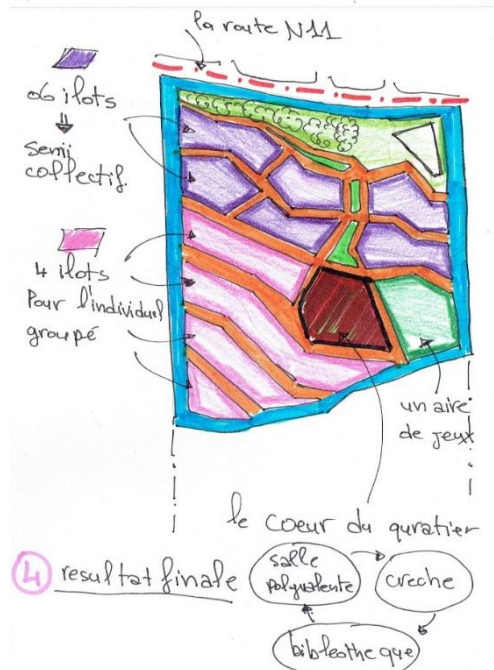 la route N11
06 ilots
semi
collectif.
4 ilots
Pour l'individuel
groupé
un aire
de jeux
le coeur du quratier
4 resultat finale
salle
polyvalente
creche
bibleotheque